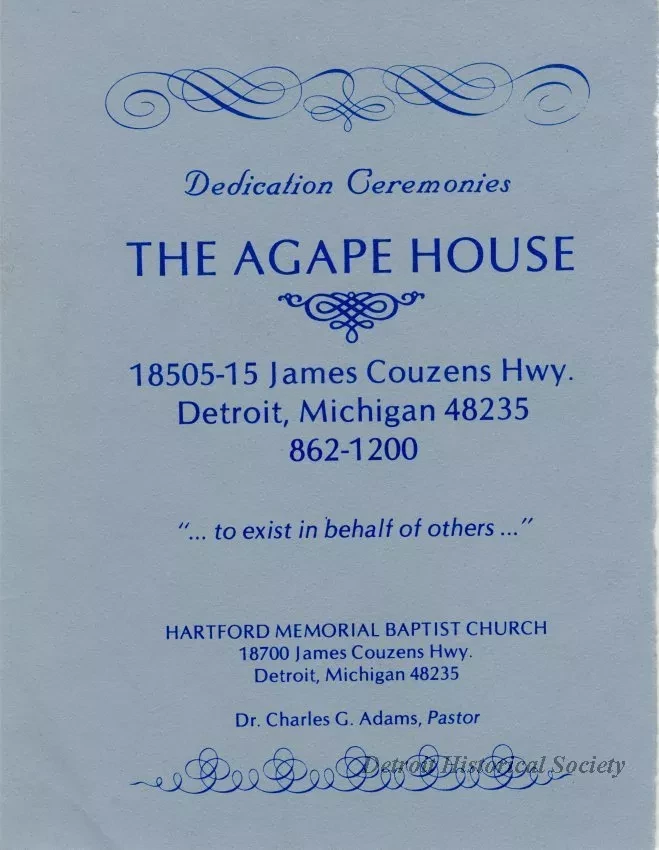 Dedication Ceremonies
THE AGAPE HOUSE
18505-15 James Couzens Hwy.
Detroit, Michigan 48235
862-1200
"... to exist in behalf of others ..."
HARTFORD MEMORIAL BAPTIST CHURCH
18700 James Couzens Hwy.
Detroit, Michigan 48235
Dr. Charles G. Adams, Pastor
Detroit Historical Society